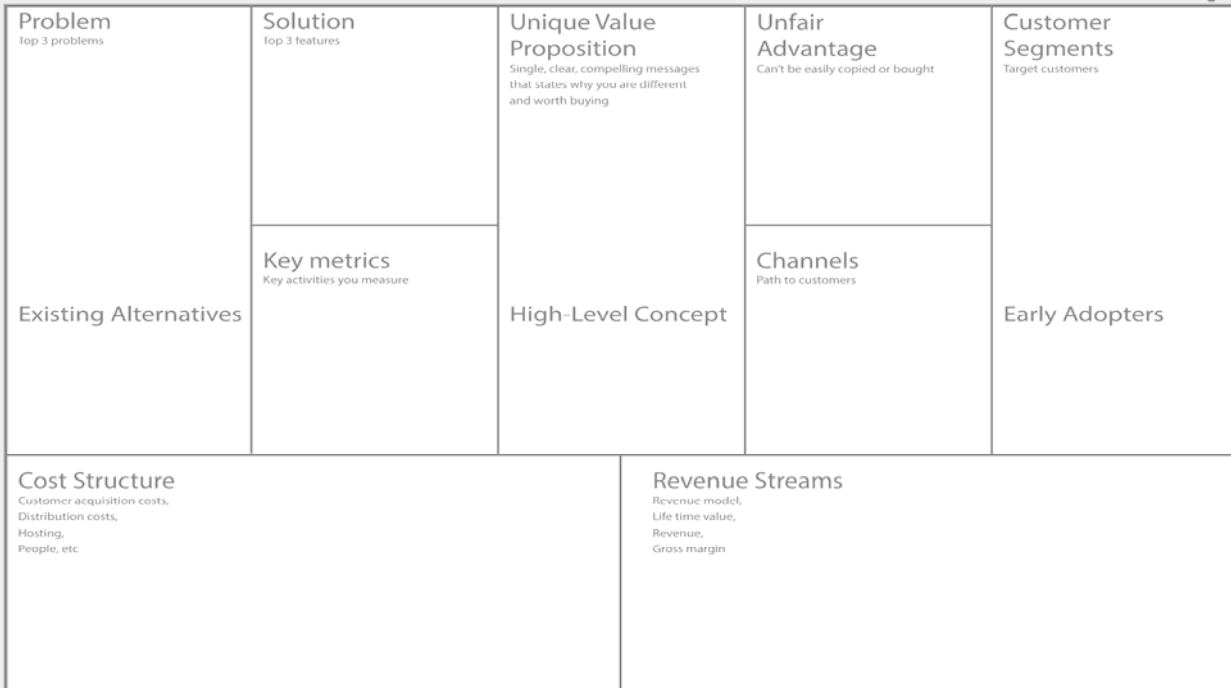 Problem
Top 3 problems
Existing Alternatives
Solution
Top 3 features
Key metrics
Key activities you measure
Unique Value
Proposition
Single, clear, compelling messages
that states why you are different
and worth buying
High-Level Concept
Unfair
Advantage
Can't be easily copied or bought
Channels
Path to customers
Customer
Segments
Target customers
Early Adopters
Cost Structure
Customer acquisition costs,
Distribution costs,
Hosting,
People, etc
Revenue Streams
Revenue model,
Life time value,
Revenue,
Gross margin